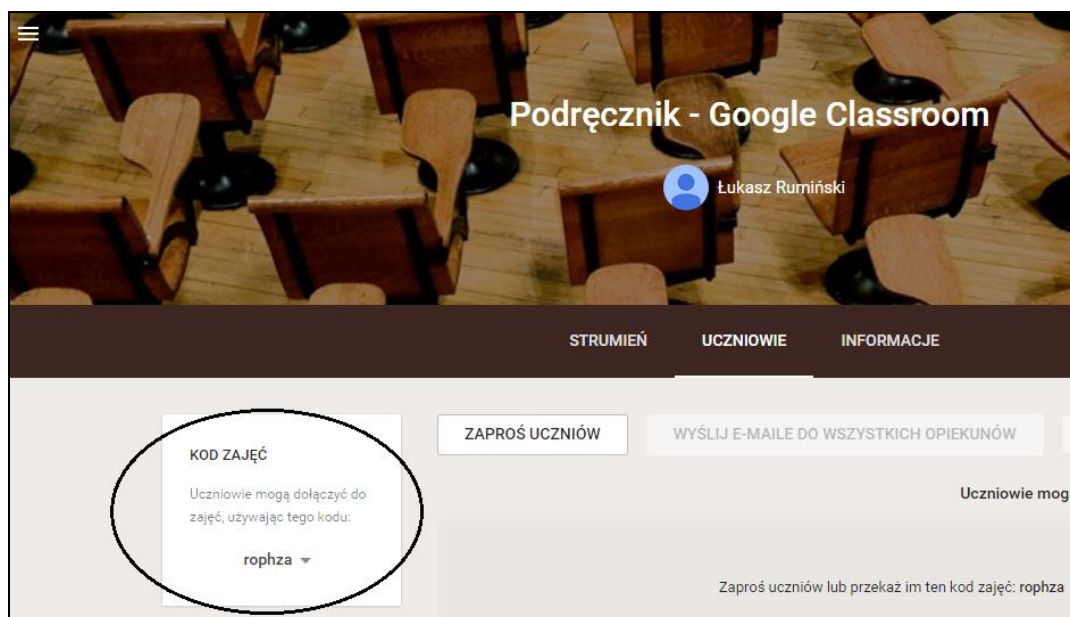 Podręcznik - Google Classroom
Łukasz Rumiński
STRUMIEŃ UCZNIOWIE INFORMACJE
KOD ZAJĘĆ
Uczniowie mogą dołączyć do
zajęć, używając tego kodu:
rophza
ZAPROŚ UCZNIÓW WYŚLIJ E-MAILE DO WSZYSTKICH OPIEKUNÓW
Uczniowie mog
Zaproś uczniów lub przekaż im ten kod zajęć: rophza